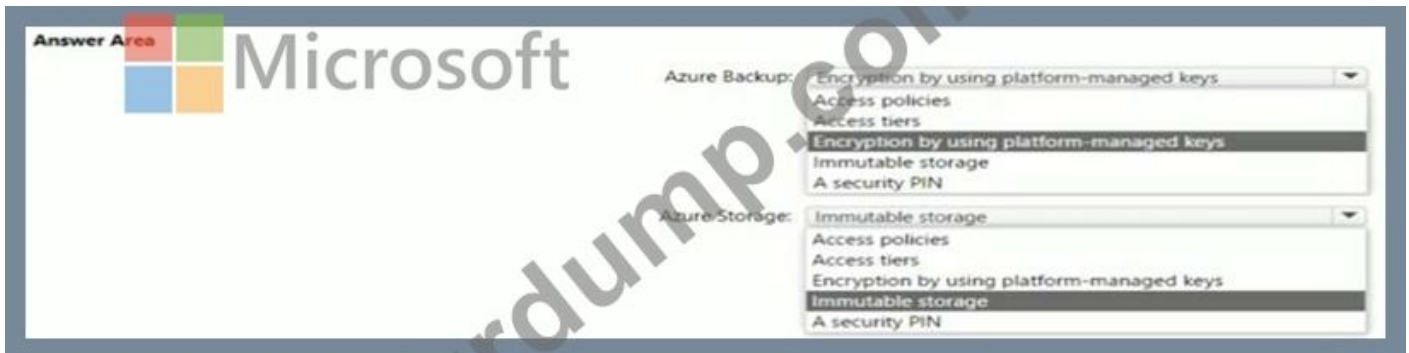 Answer Area
Microsoft
Azure Backup: Encryption by using platform-managed keys
Access policies
Access tiers
Encryption by using platform-managed keys
Immutable storage
A security PIN
Azure Storage: Immutable storage
Access policies
Access tiers
Encryption by using platform-managed keys
Immutable storage
A security PIN
rdump.com